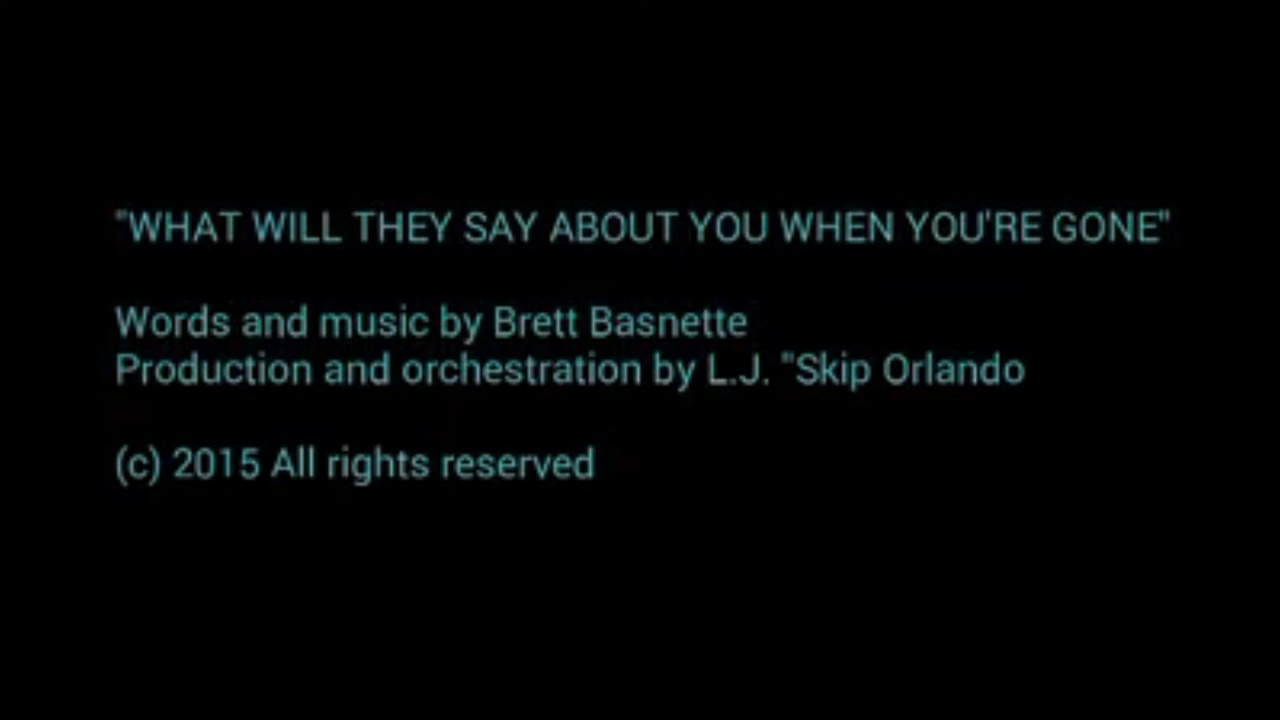 "WHAT WILL THEY SAY ABOUT YOU WHEN YOU'RE GONE"
Words and music by Brett Basnette
Production and orchestration by L.J. "Skip Orlando
(c) 2015 All rights reserved